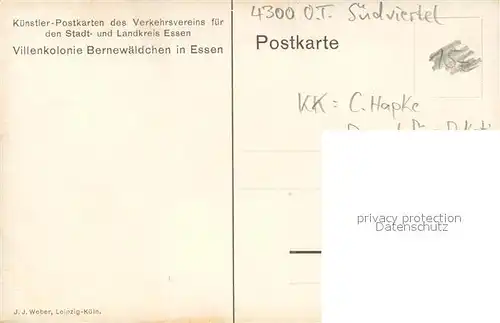 Künstler-Postkarten des Verkehrsvereins für
den Stadt- und Landkreis Essen
Villenkolonie Bernewäldchen in Essen
4300 O.T. Südviertel
Postkarte
15.-
KK = C. Hapke
privacy protection
Datenschutz
J. J. Weber, Leipzig-Köln.